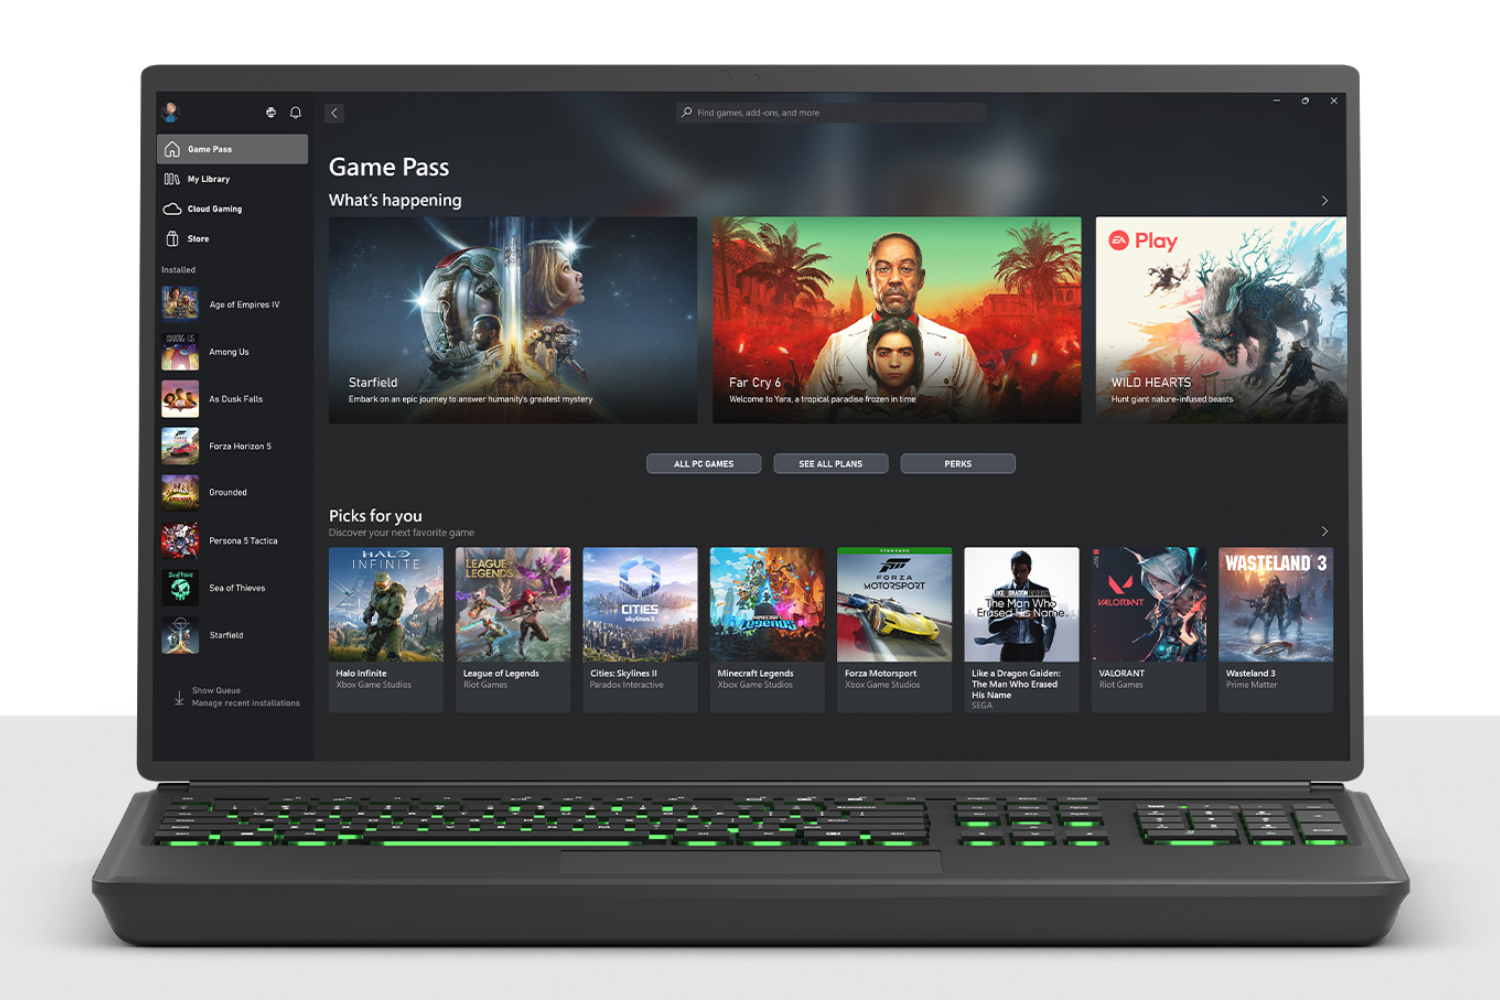 Find games, add-ons, and more
Game Pass
My Library
Cloud Gaming
Store
Installed
Age of Empires IV
AMONG US
Among Us
As Dusk Falls
Forza Horizon 5
Grounded
Persona 5 Tactica
Sea of Thieves
Starfield
Show Queue
Manage recent installations
Game Pass
What's happening
Starfield
Embark on an epic journey to answer humanity's greatest mystery
Far Cry 6
Welcome to Yara, a tropical paradise frozen in time
EA Play
WILD HEARTS
Hunt giant nature-infused beasts
ALL PC GAMES
SEE ALL PLANS
PERKS
Picks for you
Discover your next favorite game
HALO
INFINITE
Halo Infinite
Xbox Game Studios
LEAGUE OF
LEGENDS
League of Legends
Riot Games
CITIES
skylines II
Cities: Skylines II
Paradox Interactive
MINECRAFT
Legends
Minecraft Legends
Xbox Game Studios
STANDARD
FORZA
MOTORSPORT
Forza Motorsport
Xbox Game Studios
LIKE A DRAGON GAIDEN
The Man Who
Erased His Name
Like a Dragon Gaiden:
The Man Who Erased
His Name
SEGA
VALORANT
VALORANT
Riot Games
WASTELAND 3
Wasteland 3
Prime Matter